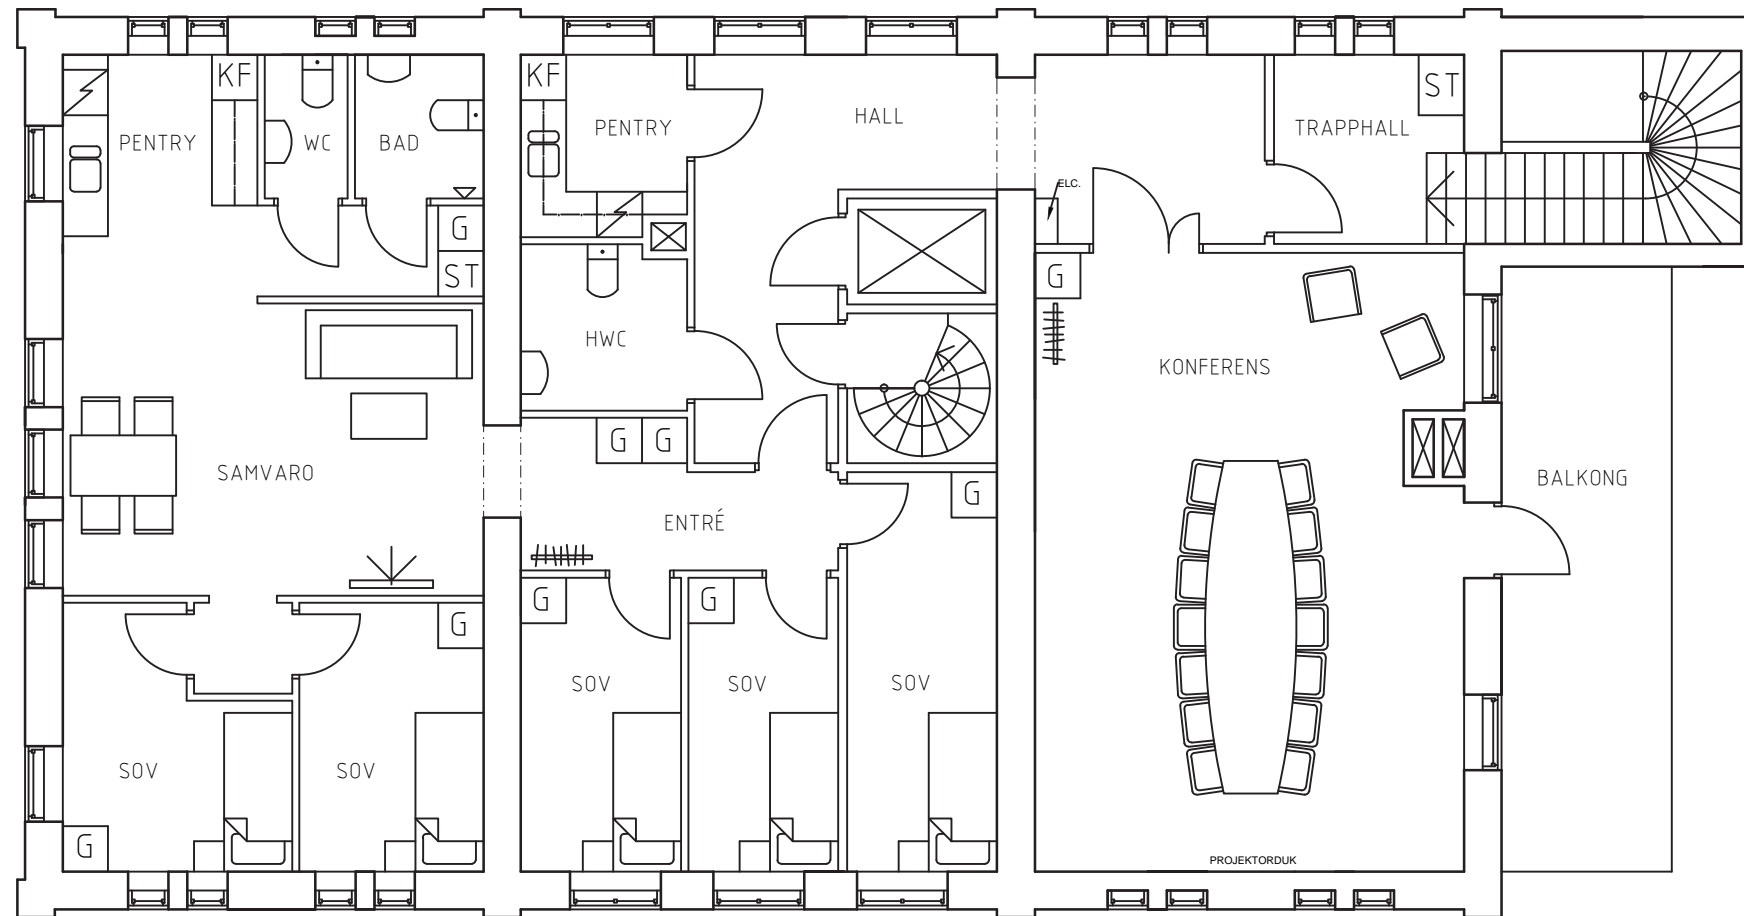 KF
KF
ST
HALL
PENTRY
TRAPPHALL
PENTRY
WC
BAD
ELC.
G
ST
G
HWC
KONFERENS
G
G
SAMVARO
BALKONG
G
ENTRÉ
G
G
G
SOV
SOV
SOV
SOV
SOV
G
PROJEKTORDUK